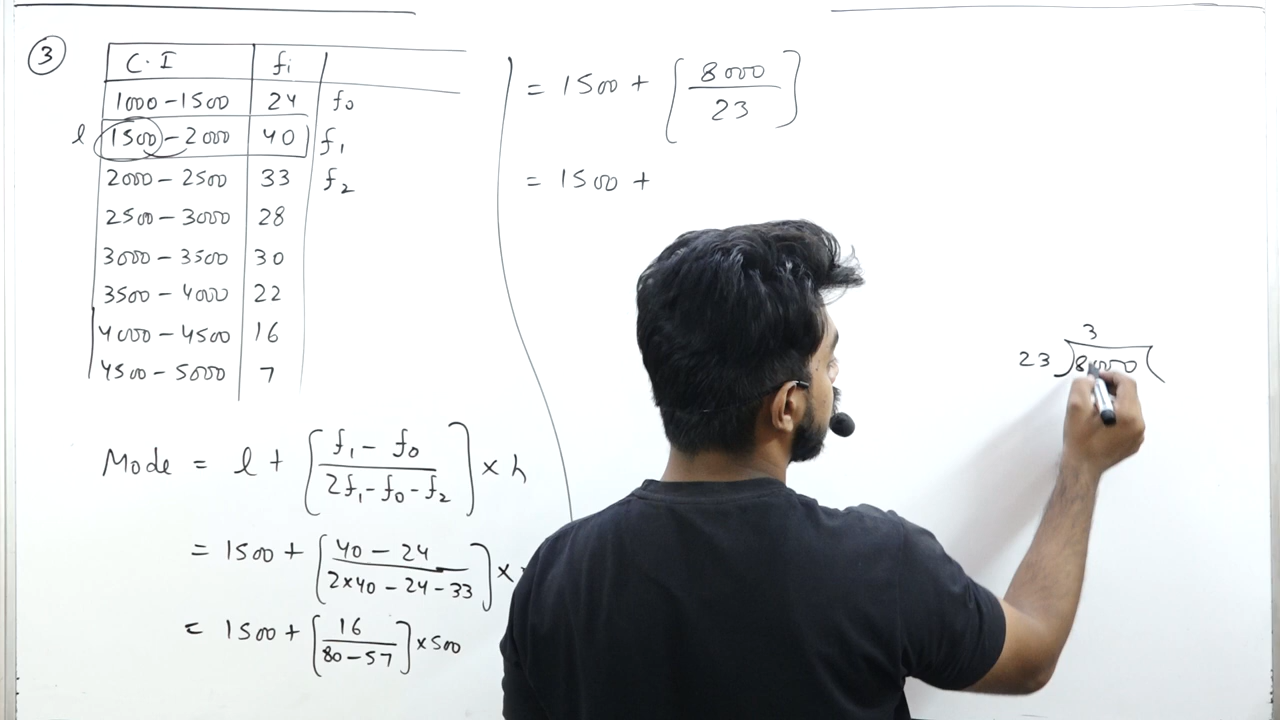 3
C.I fi
1000-1500 24 f0
l 1500-2000 40 f1
2000-2500 33 f2
2500-3000 28
3000-3500 30
3500-4000 22
4000-4500 16
4500-5000 7
Mode = l + [f1 - f0 / 2f1 - f0 - f2] × h
= 1500 + [40 - 24 / 2×40 - 24 - 33] ×
= 1500 + [16 / 80 - 57] × 500
= 1500 + [8000 / 23]
= 1500 +
3
23)8000(